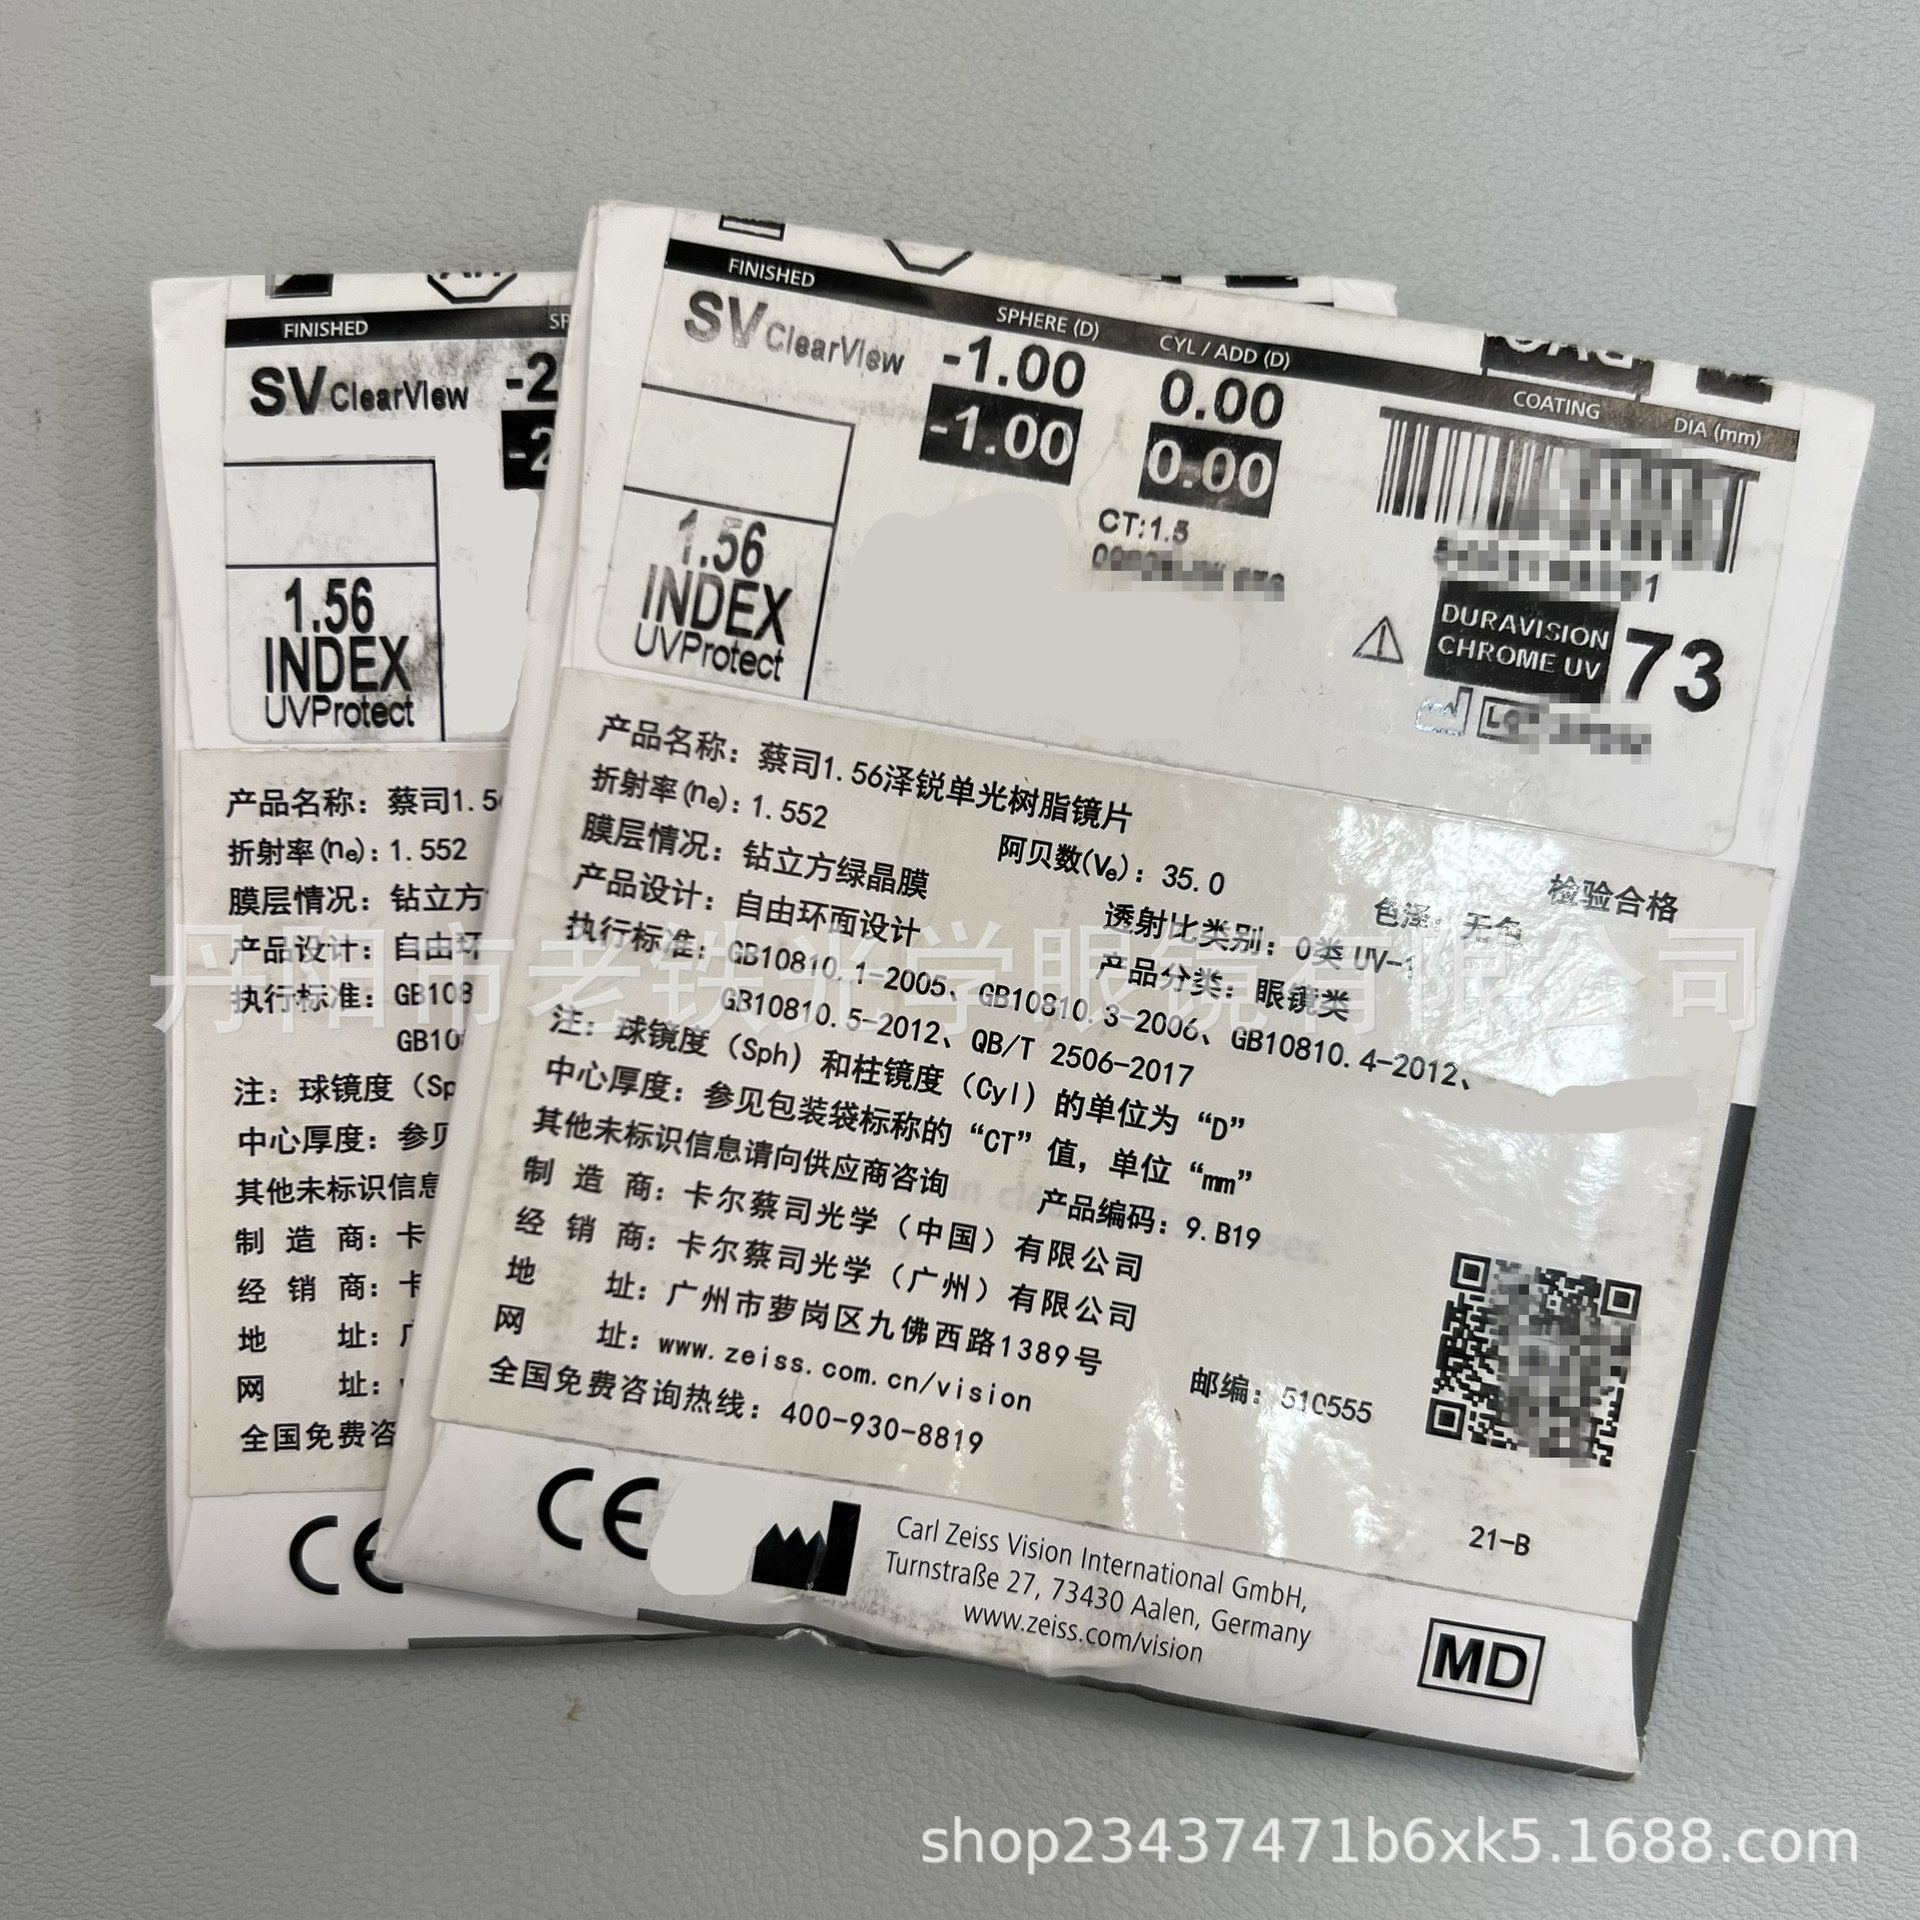 FINISHED
SV ClearView
1.56
INDEX
UVProtect
产品名称：蔡司1.5
折射率(ne)：1.552
膜层情况：钻立方
产品设计：自由环
执行标准：GB108
GB10
注：球镜度（Sp
中心厚度：参见
其他未标识信息
制造商：卡
经销商：卡
地址：广
网址：
全国免费咨
CE
FINISHED SPHERE (D) CYL / ADD (D) COATING DIA (mm)
SV ClearView -1.00 0.00
-1.00 0.00
CT:1.5
1.56
INDEX
UVProtect
DURAVISION
CHROME UV
73
产品名称：蔡司1.56泽锐单光树脂镜片
检验合格
折射率(ne)：1.552 阿贝数(Ve)：35.0 色泽：无色
膜层情况：钻立方绿晶膜 透射比类别：0类 UV-1
产品设计：自由环面设计 产品分类：眼镜类
执行标准：GB10810.1-2005、GB10810.3-2006、GB10810.4-2012、
GB10810.5-2012、QB/T 2506-2017
注：球镜度（Sph）和柱镜度（Cyl）的单位为“D”
中心厚度：参见包装袋标称的“CT”值，单位“mm”
其他未标识信息请向供应商咨询 产品编码：9.B19
制造商：卡尔蔡司光学（中国）有限公司
经销商：卡尔蔡司光学（广州）有限公司
地址：广州市萝岗区九佛西路1389号
网址：www.zeiss.com.cn/vision 邮编：510555
全国免费咨询热线：400-930-8819
21-B
CE
Carl Zeiss Vision International GmbH,
Turnstraße 27, 73430 Aalen, Germany
www.zeiss.com/vision
MD
丹阳市老铁光学眼镜有限公司
shop23437471b6xk5.1688.com